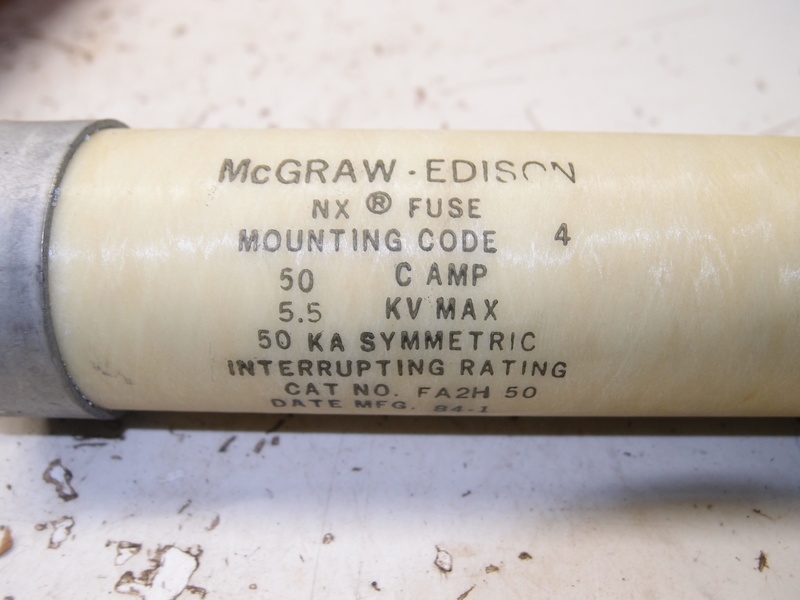 McGRAW-EDISON
NX® FUSE
MOUNTING CODE 4
50 C AMP
5.5 KV MAX
50 KA SYMMETRIC
INTERRUPTING RATING
CAT NO. FA2H 50
DATE MFG. 84-1